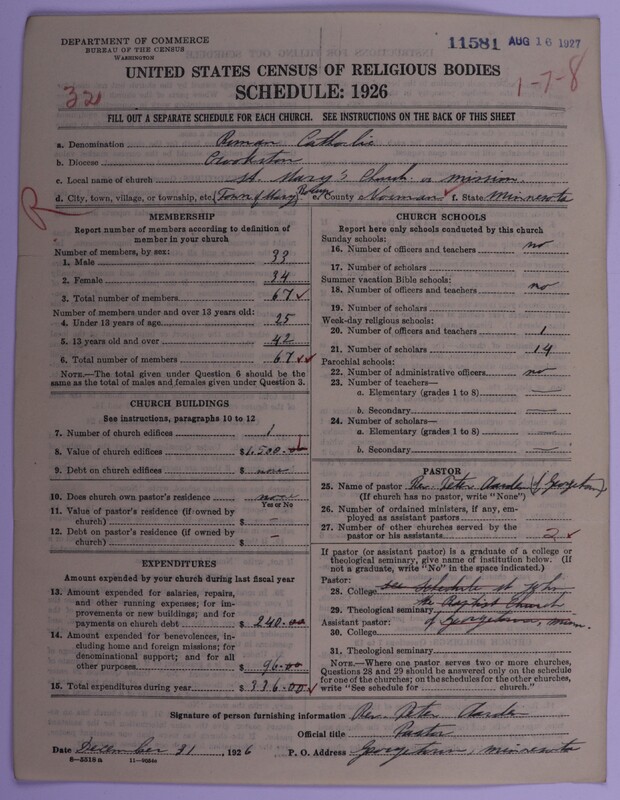 DEPARTMENT OF COMMERCE
BUREAU OF THE CENSUS
WASHINGTON
11581 AUG 16 1927
UNITED STATES CENSUS OF RELIGIOUS BODIES
SCHEDULE: 1926
32
1-7-8
FILL OUT A SEPARATE SCHEDULE FOR EACH CHURCH. SEE INSTRUCTIONS ON THE BACK OF THIS SHEET
a. Denomination Roman Catholic
b. Diocese Crookston
c. Local name of church St. Mary's Church or mission
d. City, town, village, or township, etc. Town of Mary e. County Norman f. State Minnesota
R
MEMBERSHIP
Report number of members according to definition of member in your church
Number of members, by sex:
1. Male 33
2. Female 34
3. Total number of members 67 ✓
Number of members under and over 13 years old:
4. Under 13 years of age 25
5. 13 years old and over 42
6. Total number of members 67 ✓✓
NOTE.—The total given under Question 6 should be the same as the total of males and females given under Question 3.
CHURCH BUILDINGS
See instructions, paragraphs 10 to 12
7. Number of church edifices 1
8. Value of church edifices $1,500.00
9. Debt on church edifices $ none
10. Does church own pastor's residence none
Yes or No
11. Value of pastor's residence (if owned by church) $ —
12. Debt on pastor's residence (if owned by church) $ —
EXPENDITURES
Amount expended by your church during last fiscal year
13. Amount expended for salaries, repairs, and other running expenses; for improvements or new buildings; and for payments on church debt $ 240.00
14. Amount expended for benevolences, including home and foreign missions; for denominational support; and for all other purposes $ 96.00
15. Total expenditures during year $ 336.00 ✓
CHURCH SCHOOLS
Report here only schools conducted by this church
Sunday schools:
16. Number of officers and teachers no
17. Number of scholars
Summer vacation Bible schools:
18. Number of officers and teachers no
19. Number of scholars
Week-day religious schools:
20. Number of officers and teachers 1
21. Number of scholars 14
Parochial schools:
22. Number of administrative officers no
23. Number of teachers—
a. Elementary (grades 1 to 8) —
b. Secondary —
24. Number of scholars—
a. Elementary (grades 1 to 8) —
b. Secondary —
PASTOR
25. Name of pastor Rev. Peter Aarde (of Georgetown)
(If church has no pastor, write "None")
26. Number of ordained ministers, if any, employed as assistant pastors
27. Number of other churches served by the pastor or his assistants 2 ✓
If pastor (or assistant pastor) is a graduate of a college or theological seminary, give name of institution below. (If not a graduate, write "No" in the space indicated.)
Pastor:
28. College see schedule of John
29. Theological seminary the Baptist Church
Assistant pastor: of Georgetown, Minn.
30. College
31. Theological seminary
NOTE.—Where one pastor serves two or more churches, Questions 28 and 29 should be answered only on the schedule for one of the churches; on the schedules for the other churches, write "See schedule for church."
Signature of person furnishing information Rev. Peter Aarde
Official title Pastor
Date December 31, 1926 P. O. Address Georgetown, Minnesota
8—5518 a 11—9034a